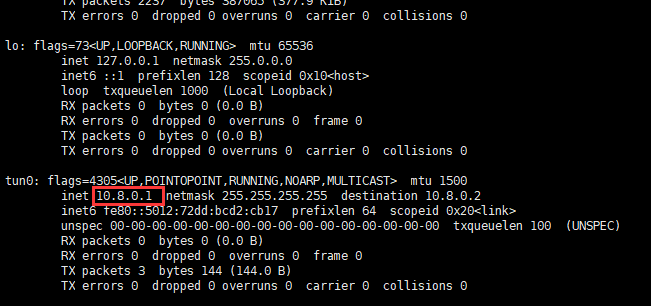 TX packets 2237  bytes 387065 (377.9 KiB)
TX errors 0  dropped 0 overruns 0  carrier 0  collisions 0
lo: flags=73<UP,LOOPBACK,RUNNING>  mtu 65536
inet 127.0.0.1  netmask 255.0.0.0
inet6 ::1  prefixlen 128  scopeid 0x10<host>
loop  txqueuelen 1000  (Local Loopback)
RX packets 0  bytes 0 (0.0 B)
RX errors 0  dropped 0  overruns 0  frame 0
TX packets 0  bytes 0 (0.0 B)
TX errors 0  dropped 0 overruns 0  carrier 0  collisions 0
tun0: flags=4305<UP,POINTOPOINT,RUNNING,NOARP,MULTICAST>  mtu 1500
inet 10.8.0.1  netmask 255.255.255.255  destination 10.8.0.2
inet6 fe80::5012:72dd:bcd2:cb17  prefixlen 64  scopeid 0x20<link>
unspec 00-00-00-00-00-00-00-00-00-00-00-00-00-00-00-00  txqueuelen 100  (UNSPEC)
RX packets 0  bytes 0 (0.0 B)
RX errors 0  dropped 0  overruns 0  frame 0
TX packets 3  bytes 144 (144.0 B)
TX errors 0  dropped 0 overruns 0  carrier 0  collisions 0